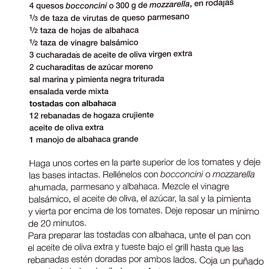 4 quesos bocconcini o 300 g de mozzarella, en rodajas
⅓ de taza de virutas de queso parmesano
½ taza de hojas de albahaca
½ taza de vinagre balsámico
3 cucharadas de aceite de oliva virgen extra
2 cucharaditas de azúcar moreno
sal marina y pimienta negra triturada
ensalada verde mixta
tostadas con albahaca
12 rebanadas de hogaza crujiente
aceite de oliva extra
1 manojo de albahaca grande
Haga unos cortes en la parte superior de los tomates y deje
las bases intactas. Rellénelos con bocconcini o mozzarella
ahumada, parmesano y albahaca. Mezcle el vinagre
balsámico, el aceite de oliva, el azúcar, la sal y la pimienta
y vierta por encima de los tomates. Deje reposar un mínimo
de 20 minutos.
Para preparar las tostadas con albahaca, unte el pan con
el aceite de oliva extra y tueste bajo el grill hasta que las
rebanadas estén doradas por ambos lados. Coja un puñado